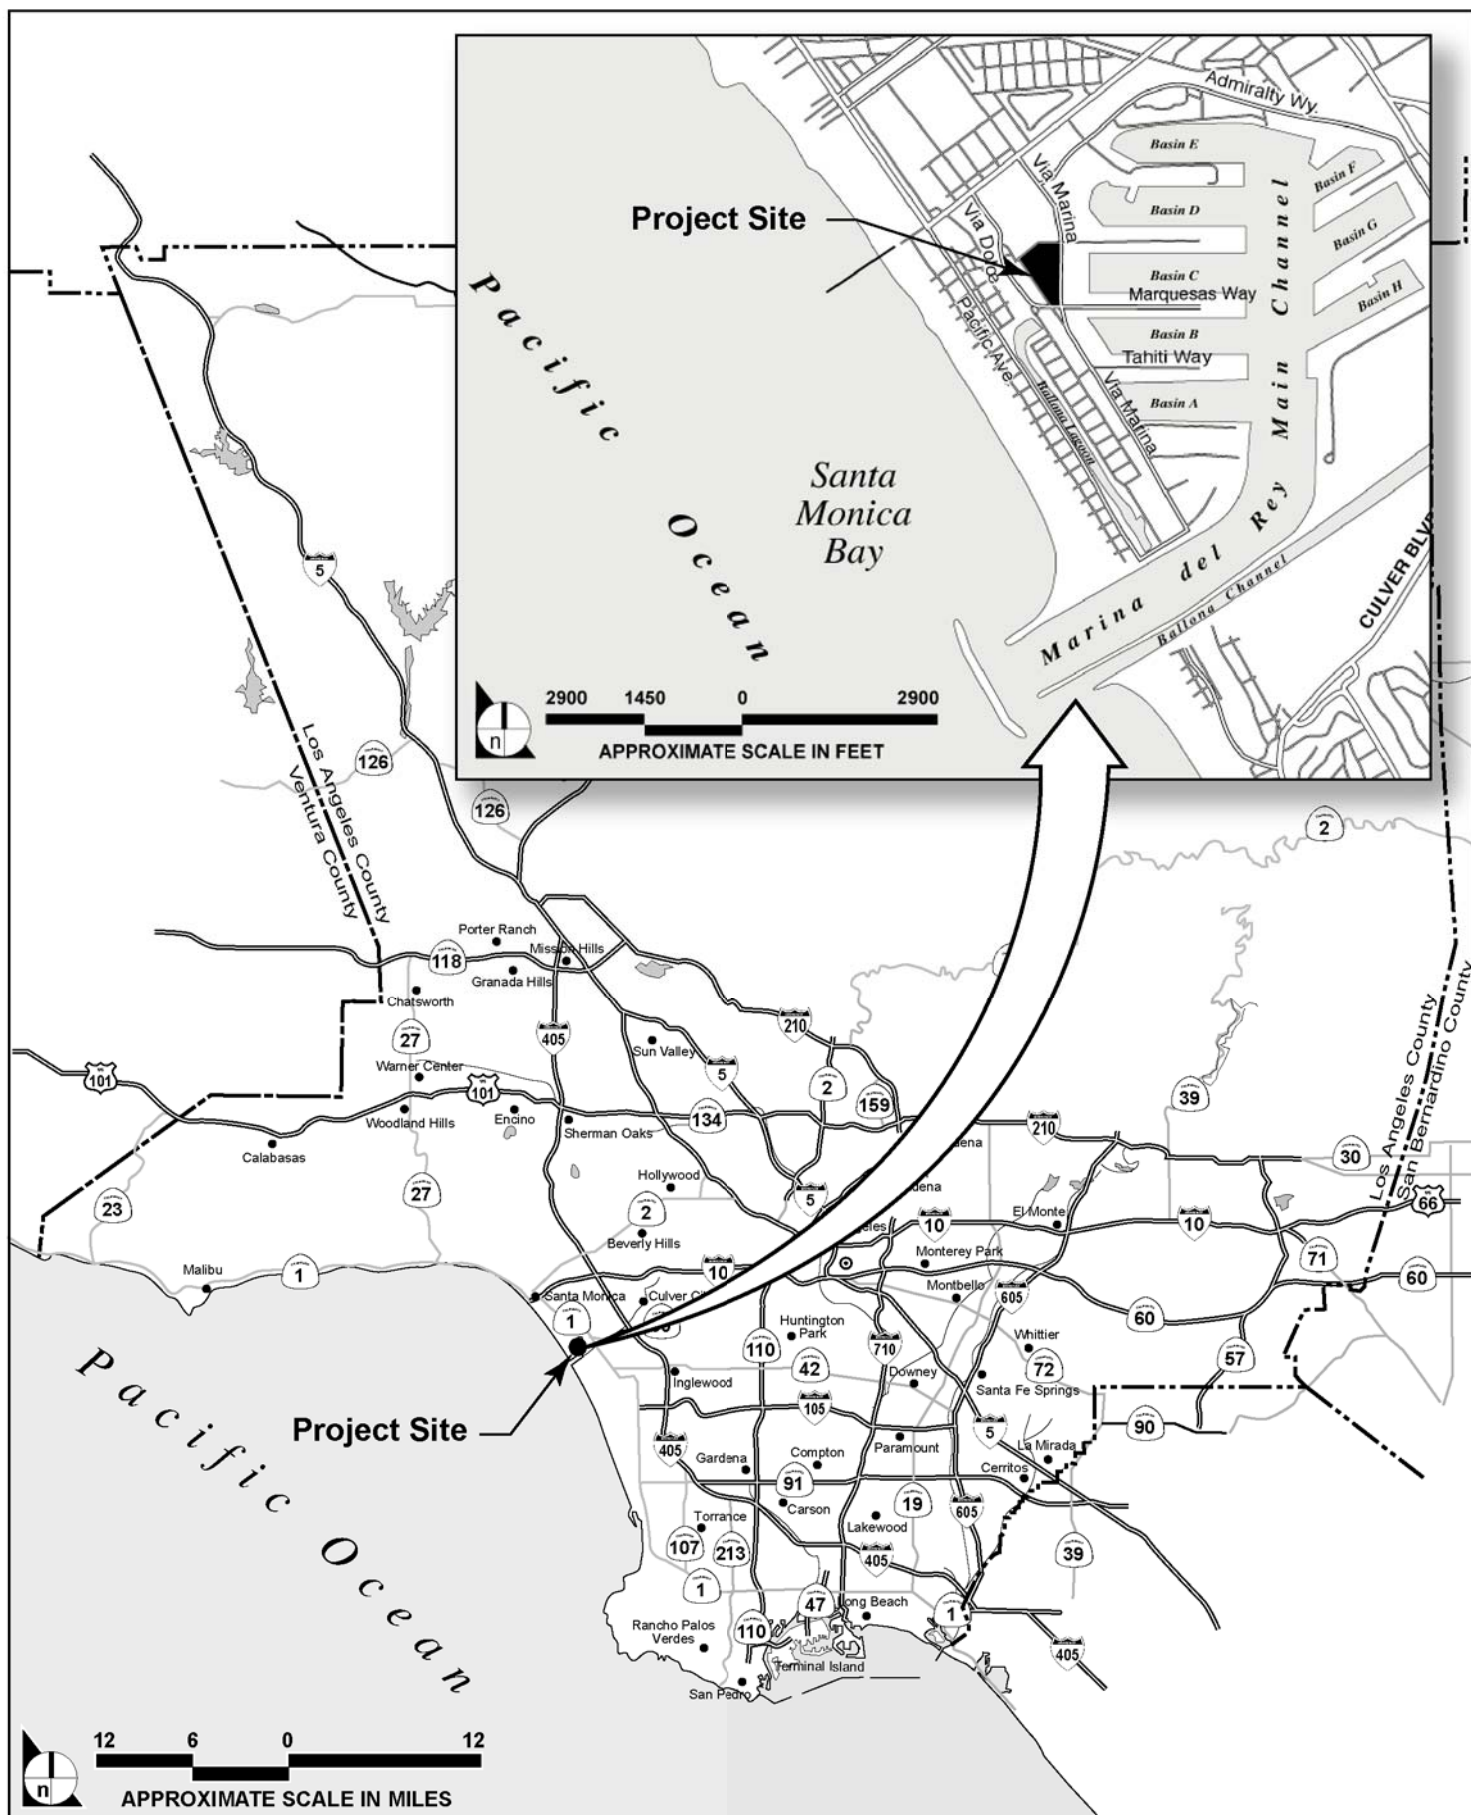 Admiralty Wy.
Basin E
Basin F
Via Marina
Basin D
Project Site
Via Dolce
Basin G
Basin C
Marquesas Way
Basin H
Pacific Ave.
Basin B
Tahiti Way
Via Marina
Basin A
Ballona Lagoon
Main Channel
Pacific
Ocean
Santa
Monica
Bay
Marina del Rey
Ballona Channel
CULVER BLV
n
2900 1450 0 2900
APPROXIMATE SCALE IN FEET
5
126
126
2
Los Angeles County
Ventura County
Porter Ranch
Mission Hills
118
Granada Hills
Chatsworth
27
405
210
Sun Valley
Warner Center
101
101
5
2
159
39
Woodland Hills
Encino
134
Sherman Oaks
210
Calabasas
dena
30
Los Angeles County
San Bernardino County
Hollywood
23
27
2
5
dena
66
Beverly Hills
eles
10
El Monte
10
Monterey Park
71
Malibu
1
10
60
Santa Monica
Culver Ci
Montbello
605
1
Huntington
Park
60
Whittier
110
710
42
72
57
Inglewood
Downey
Santa Fe Springs
105
Project Site
405
5
90
Paramount
La Mirada
Gardena
Compton
Cerritos
91
Carson
19
605
Torrance
Lakewood
107
213
405
39
1
47
ong Beach
1
Rancho Palos
Verdes
110
405
Terminal Island
San Pedro
Pacific
Ocean
n
12 6 0 12
APPROXIMATE SCALE IN MILES